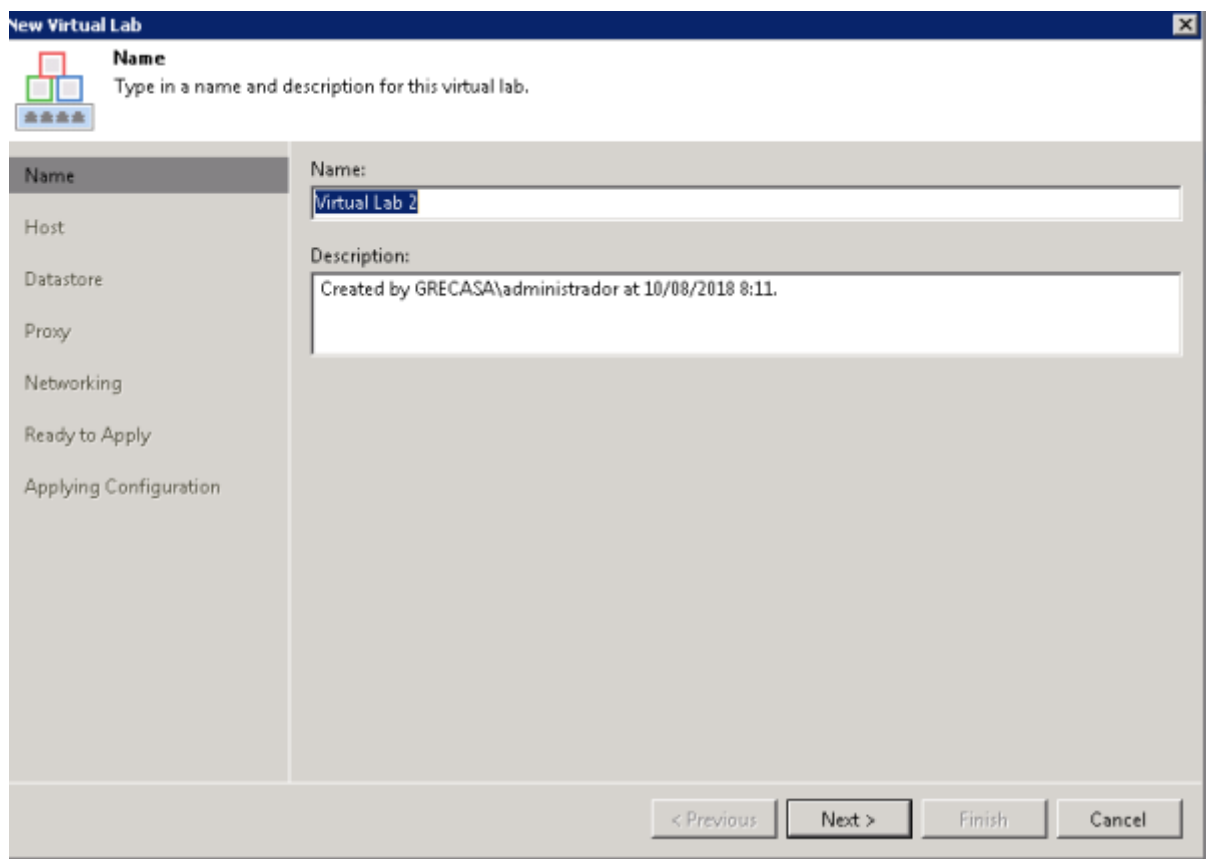 New Virtual Lab
Name
Type in a name and description for this virtual lab.
Name
Host
Datastore
Proxy
Networking
Ready to Apply
Applying Configuration
Name:
Virtual Lab 2
Description:
Created by GRECASA\administrador at 10/08/2018 8:11.
< Previous
Next >
Finish
Cancel